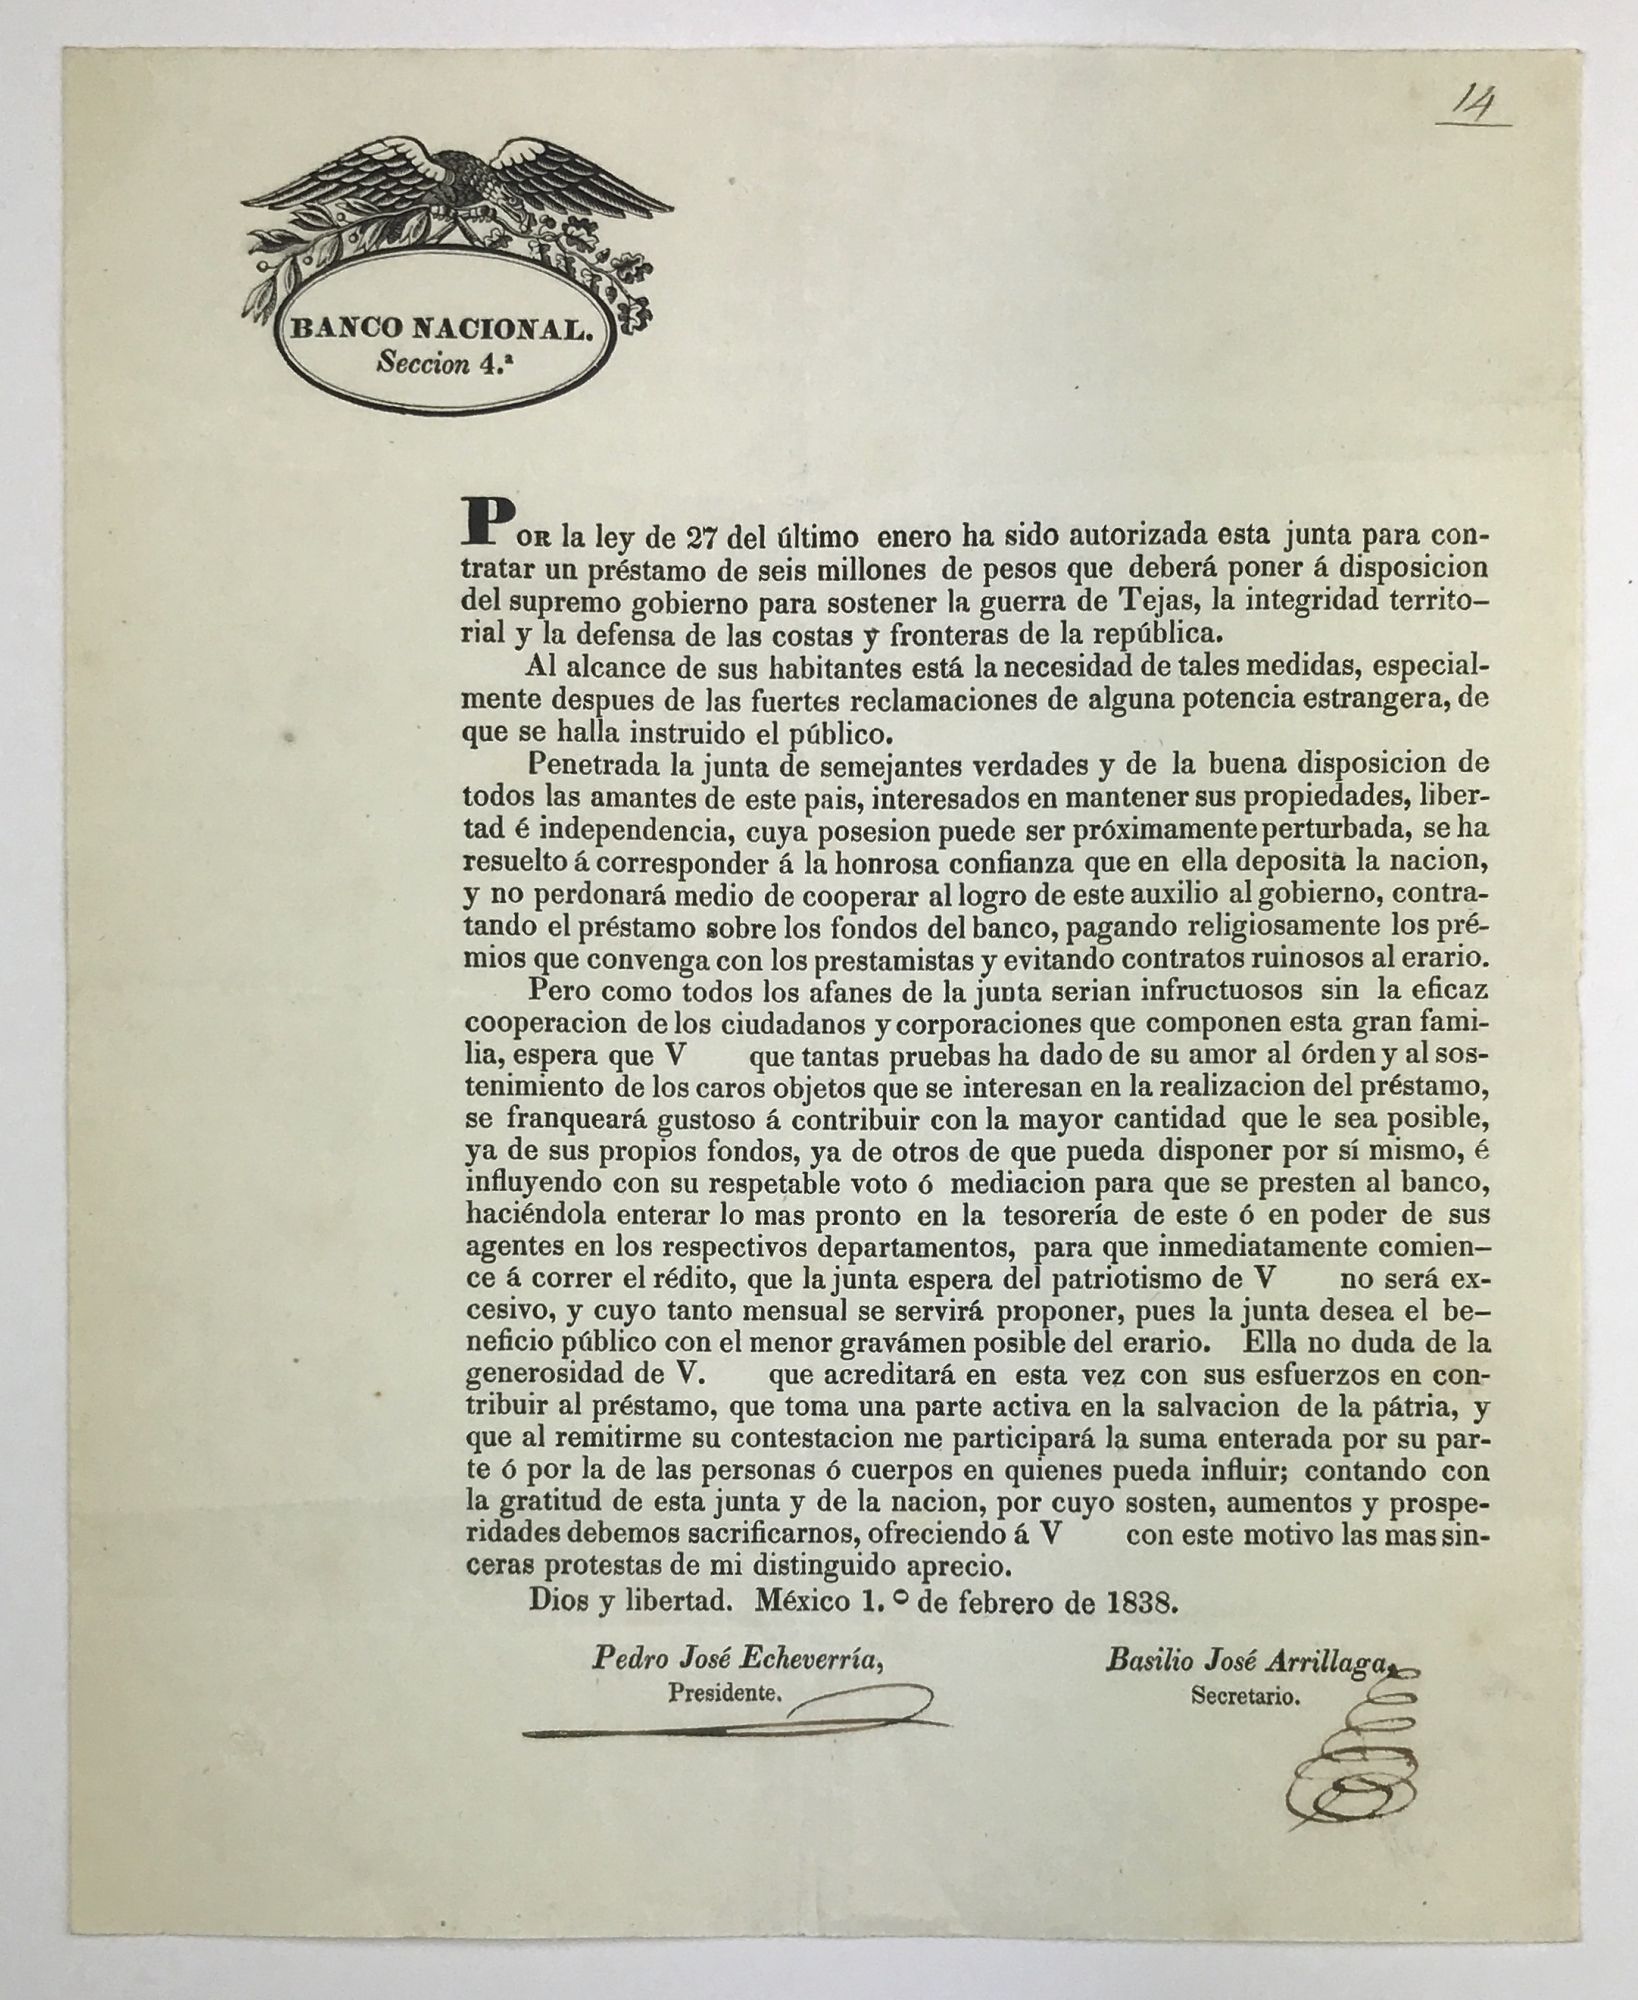 14
BANCO NACIONAL.
Seccion 4.ª
POR la ley de 27 del último enero ha sido autorizada esta junta para con-
tratar un préstamo de seis millones de pesos que deberá poner á disposicion
del supremo gobierno para sostener la guerra de Tejas, la integridad territo-
rial y la defensa de las costas y fronteras de la república.
Al alcance de sus habitantes está la necesidad de tales medidas, especial-
mente despues de las fuertes reclamaciones de alguna potencia estrangera, de
que se halla instruido el público.
Penetrada la junta de semejantes verdades y de la buena disposicion de
todos las amantes de este pais, interesados en mantener sus propiedades, liber-
tad é independencia, cuya posesion puede ser próximamente perturbada, se ha
resuelto á corresponder á la honrosa confianza que en ella deposita la nacion,
y no perdonará medio de cooperar al logro de este auxilio al gobierno, contra-
tando el préstamo sobre los fondos del banco, pagando religiosamente los pré-
mios que convenga con los prestamistas y evitando contratos ruinosos al erario.
Pero como todos los afanes de la junta serian infructuosos sin la eficaz
cooperacion de los ciudadanos y corporaciones que componen esta gran fami-
lia, espera que V que tantas pruebas ha dado de su amor al órden y al sos-
tenimiento de los caros objetos que se interesan en la realizacion del préstamo,
se franqueará gustoso á contribuir con la mayor cantidad que le sea posible,
ya de sus propios fondos, ya de otros de que pueda disponer por sí mismo, é
influyendo con su respetable voto ó mediacion para que se presten al banco,
haciéndola enterar lo mas pronto en la tesorería de este ó en poder de sus
agentes en los respectivos departamentos, para que inmediatamente comien-
ce á correr el rédito, que la junta espera del patriotismo de V no será ex-
cesivo, y cuyo tanto mensual se servirá proponer, pues la junta desea el be-
neficio público con el menor gravámen posible del erario. Ella no duda de la
generosidad de V. que acreditará en esta vez con sus esfuerzos en con-
tribuir al préstamo, que toma una parte activa en la salvacion de la pátria, y
que al remitirme su contestacion me participará la suma enterada por su par-
te ó por la de las personas ó cuerpos en quienes pueda influir; contando con
la gratitud de esta junta y de la nacion, por cuyo sosten, aumentos y prospe-
ridades debemos sacrificarnos, ofreciendo á V con este motivo las mas sin-
ceras protestas de mi distinguido aprecio.
Dios y libertad. México 1.º de febrero de 1838.
Pedro José Echeverría, Basilio José Arrillaga,
Presidente. Secretario.